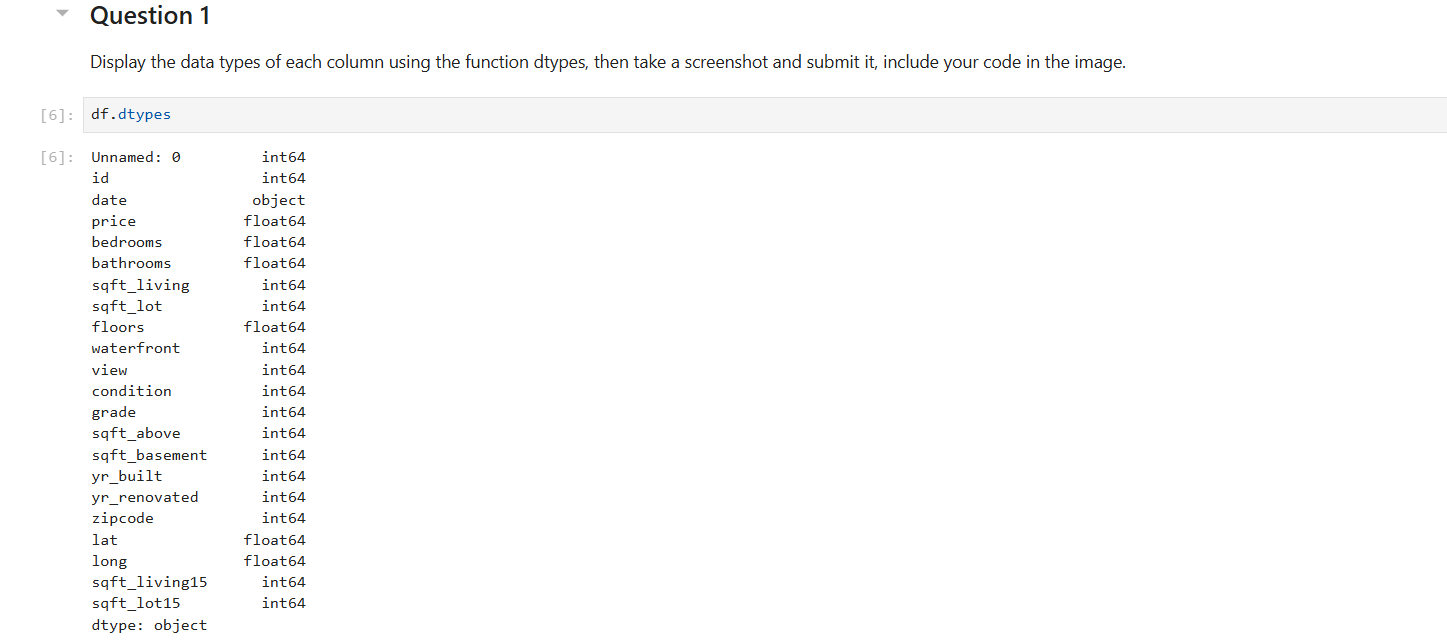 Question 1
Display the data types of each column using the function dtypes, then take a screenshot and submit it, include your code in the image.
[6]: df.dtypes
[6]: Unnamed: 0 int64
id int64
date object
price float64
bedrooms float64
bathrooms float64
sqft_living int64
sqft_lot int64
floors float64
waterfront int64
view int64
condition int64
grade int64
sqft_above int64
sqft_basement int64
yr_built int64
yr_renovated int64
zipcode int64
lat float64
long float64
sqft_living15 int64
sqft_lot15 int64
dtype: object